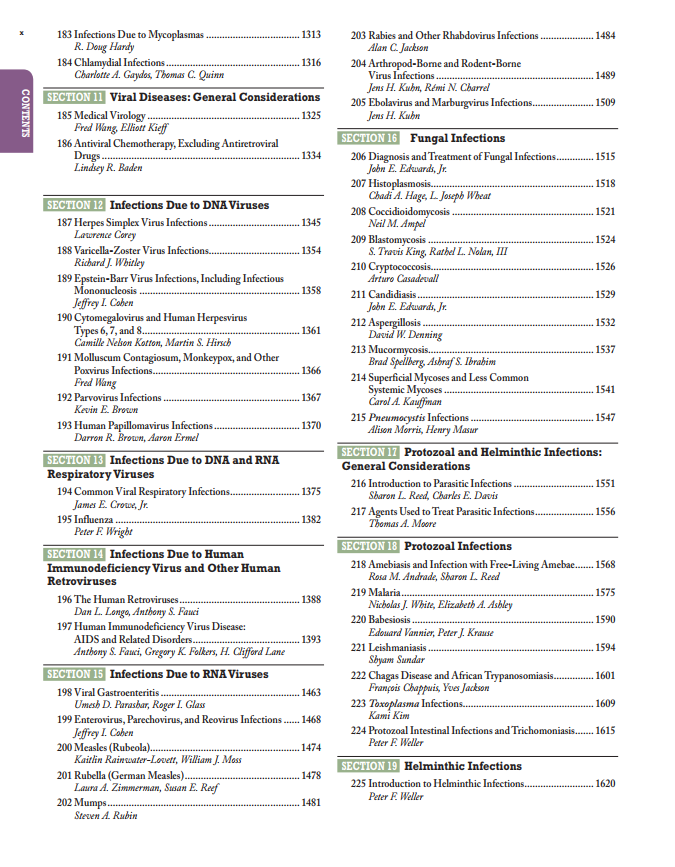 x
CONTENTS
183 Infections Due to Mycoplasmas ............................ 1313
R. Doug Hardy
184 Chlamydial Infections ........................................ 1316
Charlotte A. Gaydos, Thomas C. Quinn
SECTION 11 Viral Diseases: General Considerations
185 Medical Virology .............................................. 1325
Fred Wang, Elliott Kieff
186 Antiviral Chemotherapy, Excluding Antiretroviral
Drugs ............................................................ 1334
Lindsey R. Baden
SECTION 12 Infections Due to DNA Viruses
187 Herpes Simplex Virus Infections ............................ 1345
Lawrence Corey
188 Varicella-Zoster Virus Infections............................ 1354
Richard J. Whitley
189 Epstein-Barr Virus Infections, Including Infectious
Mononucleosis ................................................ 1358
Jeffrey I. Cohen
190 Cytomegalovirus and Human Herpesvirus
Types 6, 7, and 8................................................ 1361
Camille Nelson Kotton, Martin S. Hirsch
191 Molluscum Contagiosum, Monkeypox, and Other
Poxvirus Infections............................................. 1366
Fred Wang
192 Parvovirus Infections ......................................... 1367
Kevin E. Brown
193 Human Papillomavirus Infections .......................... 1370
Darron R. Brown, Aaron Ermel
SECTION 13 Infections Due to DNA and RNA
Respiratory Viruses
194 Common Viral Respiratory Infections..................... 1375
James E. Crowe, Jr.
195 Influenza ....................................................... 1382
Peter F. Wright
SECTION 14 Infections Due to Human
Immunodeficiency Virus and Other Human
Retroviruses
196 The Human Retroviruses.................................... 1388
Dan L. Longo, Anthony S. Fauci
197 Human Immunodeficiency Virus Disease:
AIDS and Related Disorders................................. 1393
Anthony S. Fauci, Gregory K. Folkers, H. Clifford Lane
SECTION 15 Infections Due to RNA Viruses
198 Viral Gastroenteritis .......................................... 1463
Umesh D. Parashar, Roger I. Glass
199 Enterovirus, Parechovirus, and Reovirus Infections ...... 1468
Jeffrey I. Cohen
200 Measles (Rubeola)............................................. 1474
Kaitlin Rainwater-Lovett, William J. Moss
201 Rubella (German Measles)................................... 1478
Laura A. Zimmerman, Susan E. Reef
202 Mumps.......................................................... 1481
Steven A. Rubin
203 Rabies and Other Rhabdovirus Infections ................ 1484
Alan C. Jackson
204 Arthropod-Borne and Rodent-Borne
Virus Infections ................................................ 1489
Jens H. Kuhn, Rémi N. Charrel
205 Ebolavirus and Marburgvirus Infections................... 1509
Jens H. Kuhn
SECTION 16 Fungal Infections
206 Diagnosis and Treatment of Fungal Infections............ 1515
John E. Edwards, Jr.
207 Histoplasmosis................................................. 1518
Chadi A. Hage, L. Joseph Wheat
208 Coccidioidomycosis .......................................... 1521
Neil M. Ampel
209 Blastomycosis ................................................. 1524
S. Travis King, Rathel L. Nolan, III
210 Cryptococcosis................................................. 1526
Arturo Casadevall
211 Candidiasis..................................................... 1529
John E. Edwards, Jr.
212 Aspergillosis ................................................... 1532
David W. Denning
213 Mucormycosis.................................................. 1537
Brad Spellberg, Ashraf S. Ibrahim
214 Superficial Mycoses and Less Common
Systemic Mycoses ............................................. 1541
Carol A. Kauffman
215 Pneumocystis Infections ..................................... 1547
Alison Morris, Henry Masur
SECTION 17 Protozoal and Helminthic Infections:
General Considerations
216 Introduction to Parasitic Infections ........................ 1551
Sharon L. Reed, Charles E. Davis
217 Agents Used to Treat Parasitic Infections.................. 1556
Thomas A. Moore
SECTION 18 Protozoal Infections
218 Amebiasis and Infection with Free-Living Amebae....... 1568
Rosa M. Andrade, Sharon L. Reed
219 Malaria.......................................................... 1575
Nicholas J. White, Elizabeth A. Ashley
220 Babesiosis ...................................................... 1590
Edouard Vannier, Peter J. Krause
221 Leishmaniasis ................................................. 1594
Shyam Sundar
222 Chagas Disease and African Trypanosomiasis............. 1601
François Chappuis, Yves Jackson
223 Toxoplasma Infections........................................ 1609
Kami Kim
224 Protozoal Intestinal Infections and Trichomoniasis....... 1615
Peter F. Weller
SECTION 19 Helminthic Infections
225 Introduction to Helminthic Infections...................... 1620
Peter F. Weller